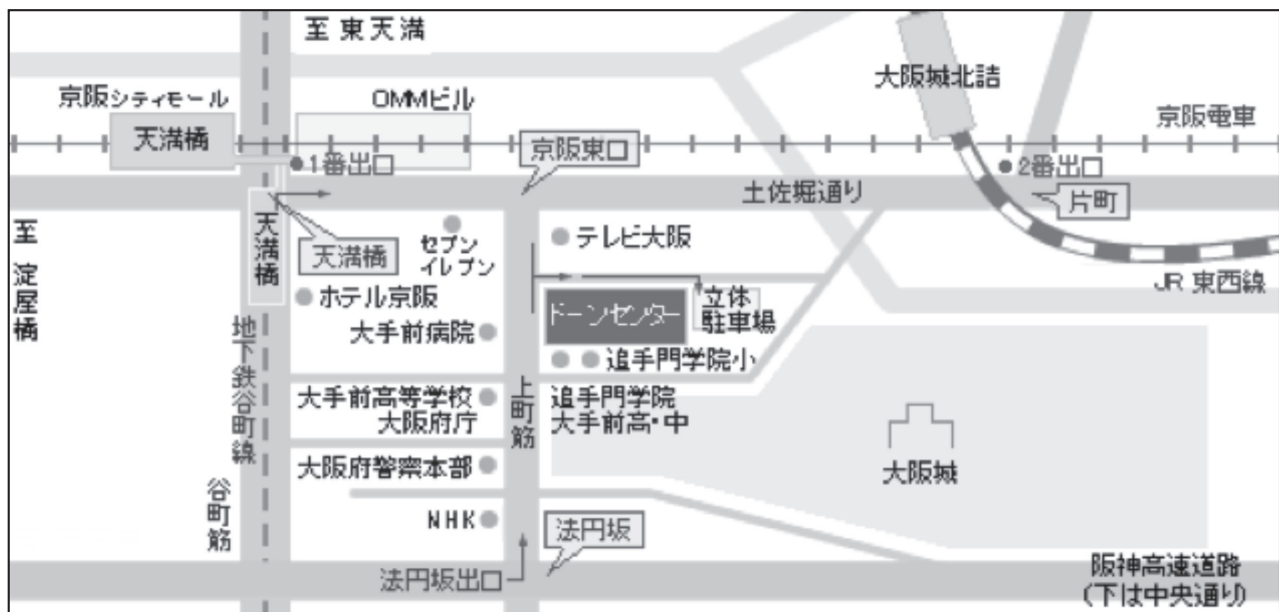 至 東天満
大阪城北詰
京阪シティモール
OMMビル
京阪電車
天満橋
京阪東口
1番出口
2番出口
土佐堀通り
片町
至 淀屋橋
天満橋
天満橋
セブン
イレブン
テレビ大阪
JR 東西線
ホテル京阪
ドーンセンター
立体
駐車場
地下鉄谷町線
大手前病院
追手門学院小
上町筋
大手前高等学校
大阪府庁
追手門学院
大手前高・中
大阪府警察本部
大阪城
谷町筋
NHK
法円坂
法円坂出口
阪神高速道路
(下は中央通り)